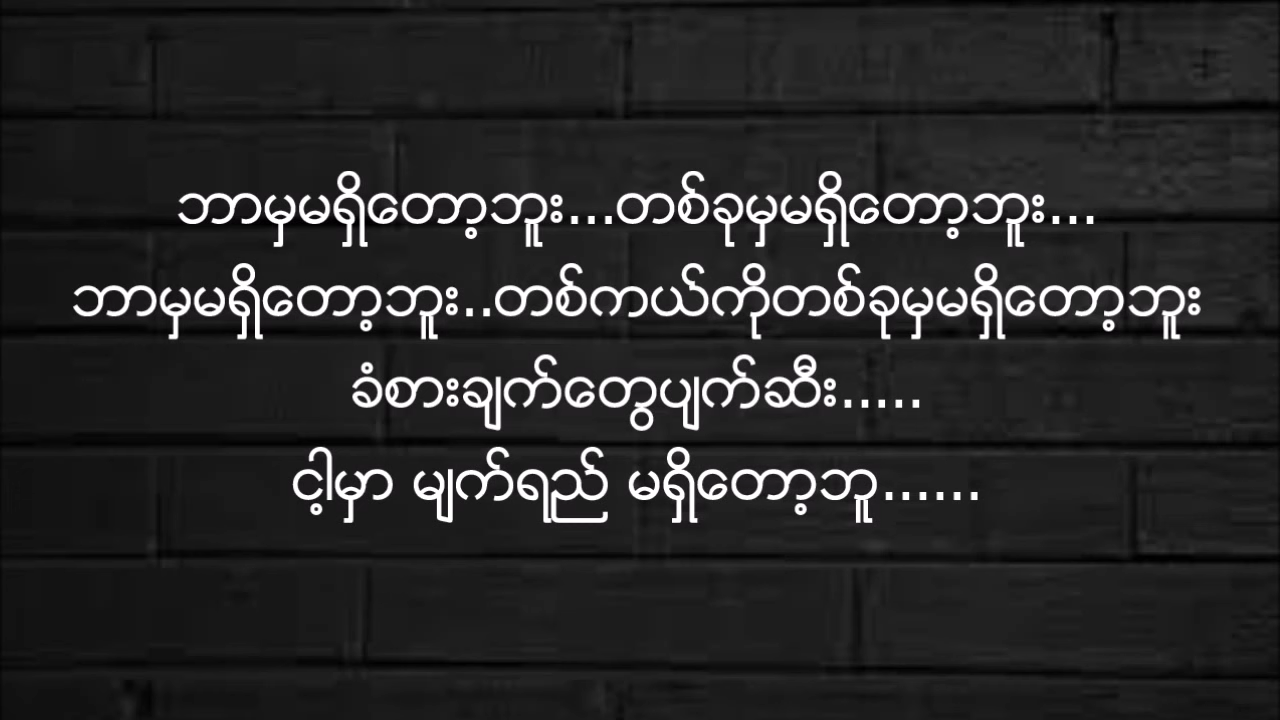 ဘာမှမရှိတော့ဘူး...တစ်ခုမှမရှိတော့ဘူး...
ဘာမှမရှိတော့ဘူး..တစ်ကယ်ကိုတစ်ခုမှမရှိတော့ဘူး
ခံစားချက်တွေပျက်ဆီး.....
ငါ့မှာ မျက်ရည် မရှိတော့ဘူ......